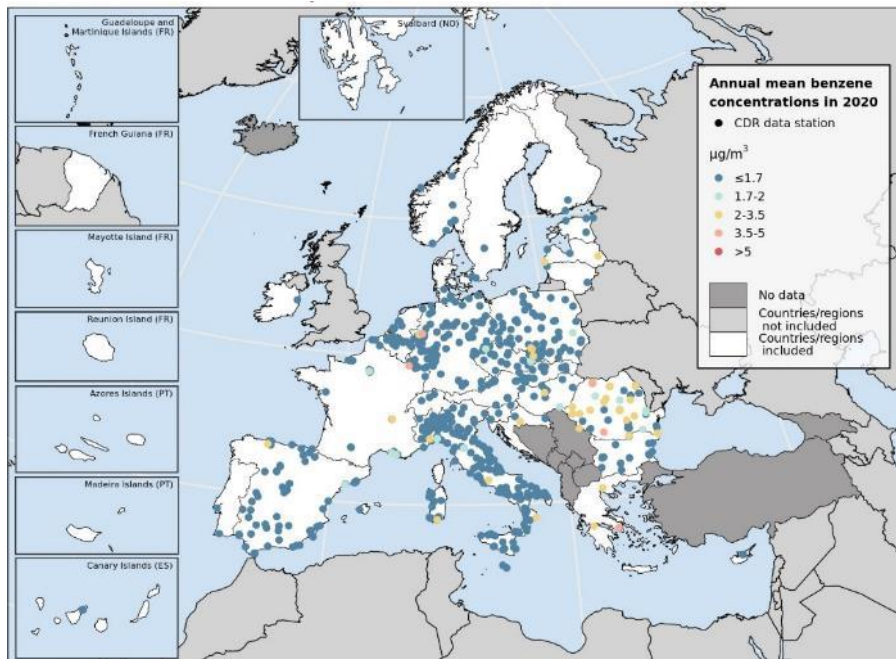 Guadeloupe and
Martinique Islands (FR)
Svalbard (NO)
French Guiana (FR)
Mayotte Island (FR)
Reunion Island (FR)
Azores Islands (PT)
Madeira Islands (PT)
Canary Islands (ES)
Annual mean benzene
concentrations in 2020
CDR data station
µg/m³
≤1.7
1.7-2
2-3.5
3.5-5
>5
No data
Countries/regions
not included
Countries/regions
included